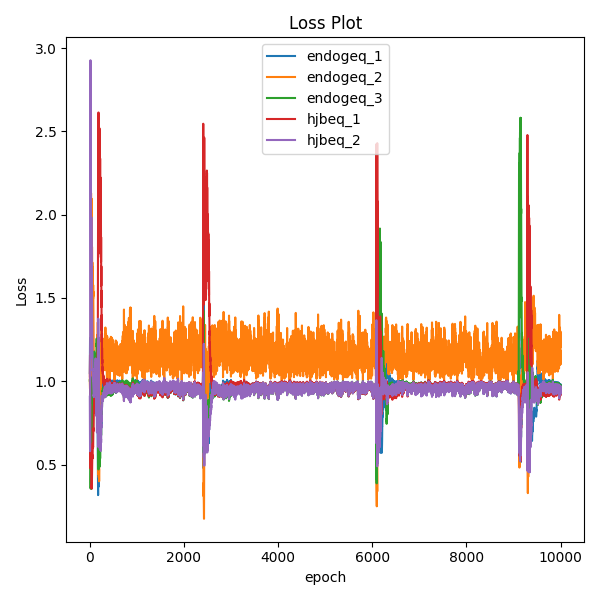 Loss Plot
endogeq_1
endogeq_2
endogeq_3
hjbeq_1
hjbeq_2
3.0
2.5
2.0
1.5
1.0
0.5
Loss
0 2000 4000 6000 8000 10000
epoch